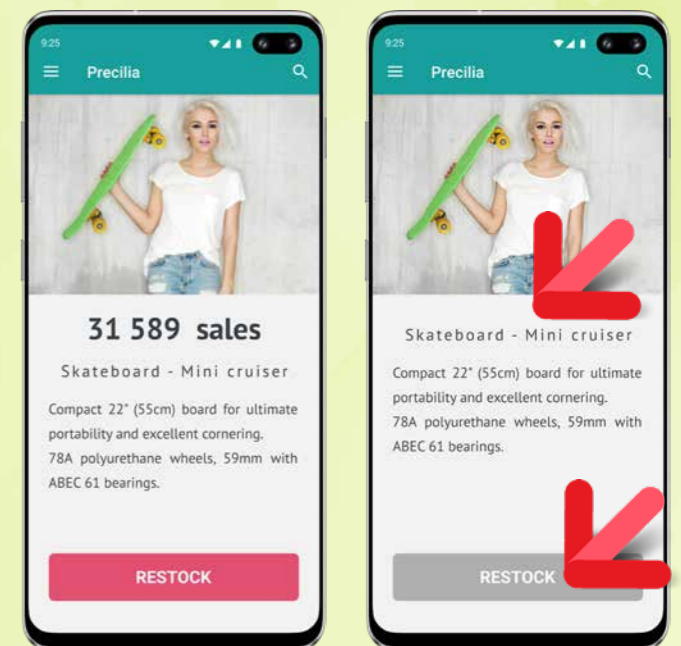 9:25
Precilia
31 589 sales
Skateboard - Mini cruiser
Compact 22" (55cm) board for ultimate
portability and excellent cornering.
78A polyurethane wheels, 59mm with
ABEC 61 bearings.
RESTOCK
9:25
Precilia
Skateboard - Mini cruiser
Compact 22" (55cm) board for ultimate
portability and excellent cornering.
78A polyurethane wheels, 59mm with
ABEC 61 bearings.
RESTOCK